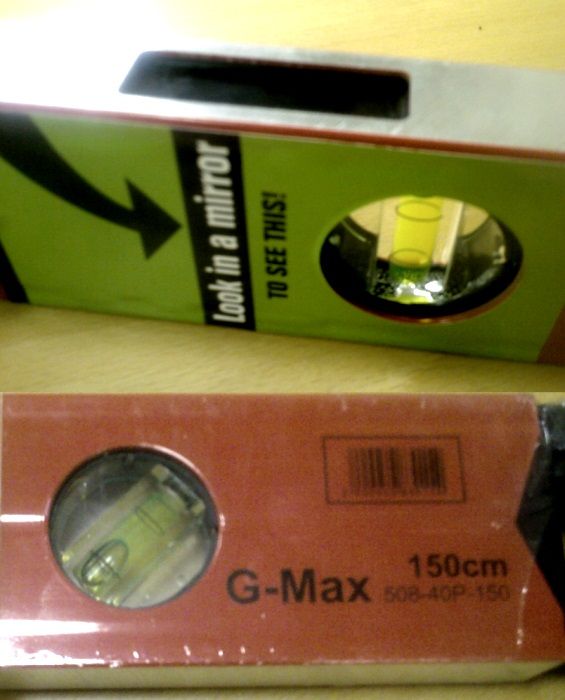 Look in a mirror
TO SEE THIS!
G-Max
150cm
508-40P-150